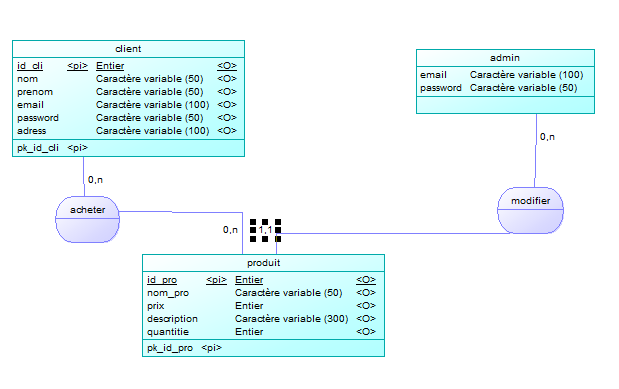 client
id_cli <pi> Entier <O>
nom Caractère variable (50) <O>
prenom Caractère variable (50) <O>
email Caractère variable (100) <O>
password Caractère variable (50) <O>
adress Caractère variable (100) <O>
pk_id_cli <pi>
admin
email Caractère variable (100)
password Caractère variable (50)
0,n
0,n
acheter
modifier
0,n
1,1
produit
id_pro <pi> Entier <O>
nom_pro Caractère variable (50) <O>
prix Entier <O>
description Caractère variable (300) <O>
quantitie Entier <O>
pk_id_pro <pi>